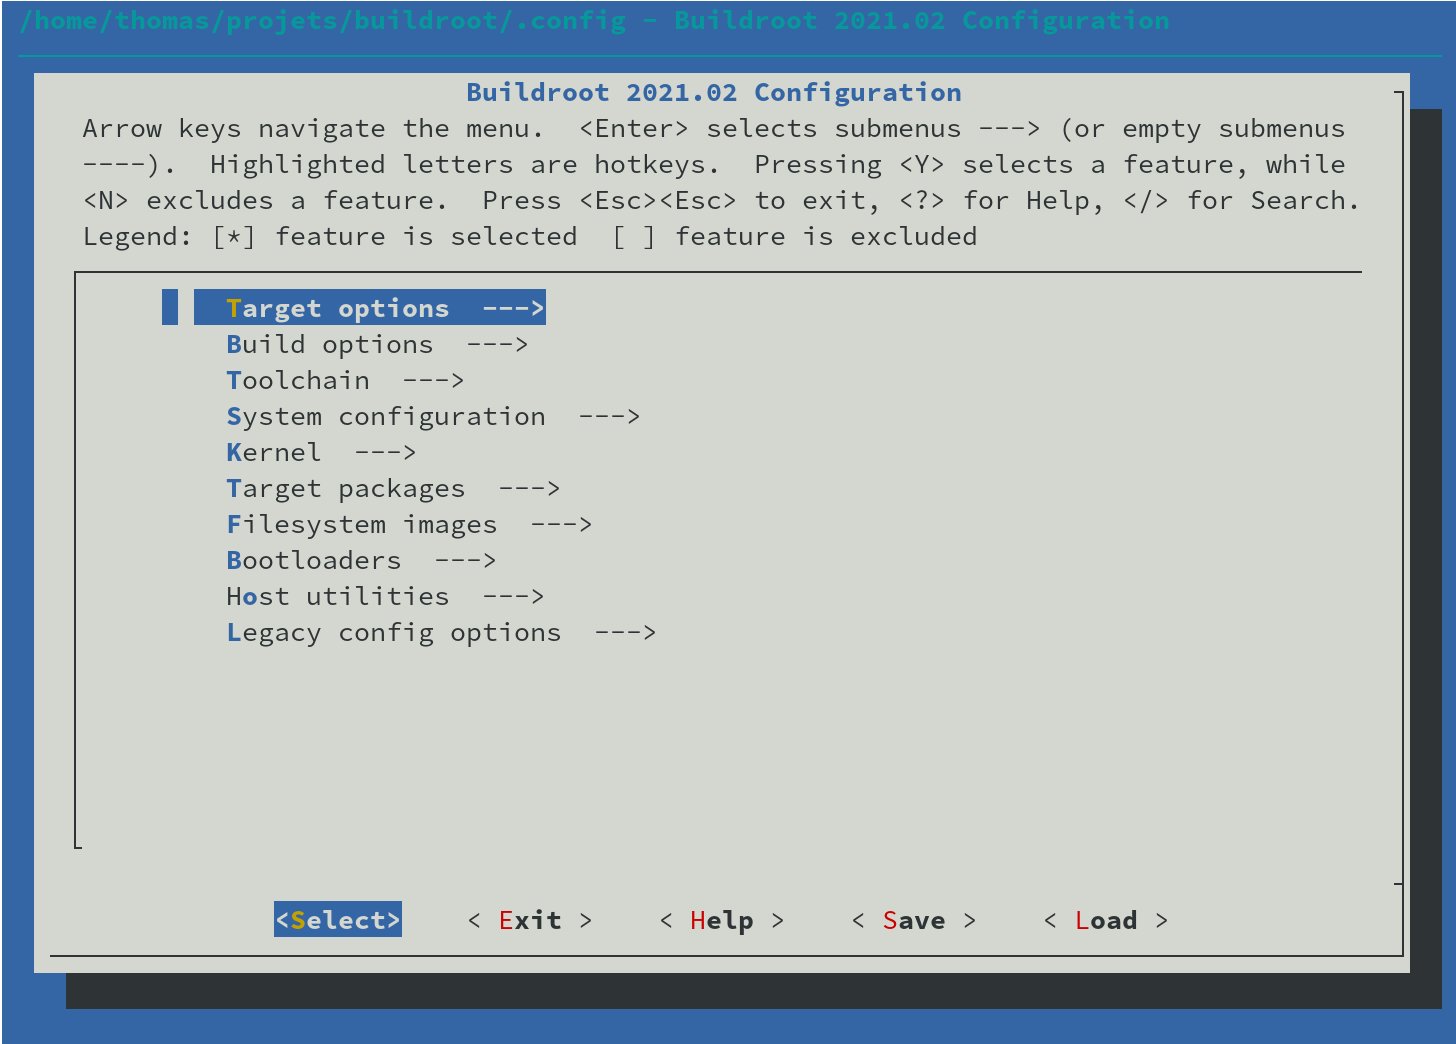 /home/thomas/projets/buildroot/.config - Buildroot 2021.02 Configuration
Buildroot 2021.02 Configuration
Arrow keys navigate the menu.  <Enter> selects submenus ---> (or empty submenus
----).  Highlighted letters are hotkeys.  Pressing <Y> selects a feature, while
<N> excludes a feature.  Press <Esc><Esc> to exit, <?> for Help, </> for Search.
Legend: [*] feature is selected  [ ] feature is excluded
Target options  --->
Build options  --->
Toolchain  --->
System configuration  --->
Kernel  --->
Target packages  --->
Filesystem images  --->
Bootloaders  --->
Host utilities  --->
Legacy config options  --->
<Select>    < Exit >    < Help >    < Save >    < Load >